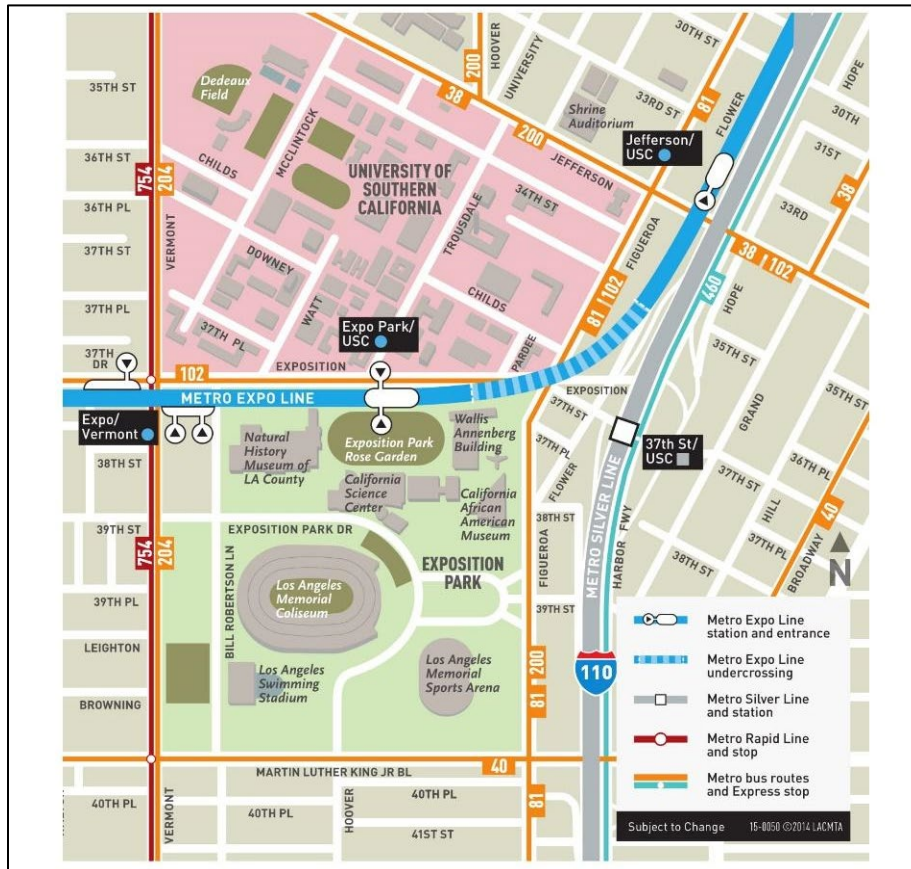 30TH ST
HOOVER
200
UNIVERSITY
30TH ST
HOPE
35TH ST
Dedeaux
Field
MCCLINTOCK
38
33RD ST
81
FLOWER
Shrine
Auditorium
30TH
200
Jefferson/
USC
31ST
36TH ST
754
204
CHILDS
UNIVERSITY
OF
SOUTHERN
CALIFORNIA
JEFFERSON
34TH ST
38
33RD
36TH PL
VERMONT
TROUSDALE
FIGUEROA
37TH ST
DOWNEY
38
102
460
HOPE
CHILDS
37TH PL
WATT
37TH PL
Expo Park/
USC
81
102
PARDEE
35TH ST
37TH
DR
EXPOSITION
102
GRAND
35TH ST
METRO EXPO LINE
EXPOSITION
Expo/
Vermont
37TH ST
37TH PL
37th St/
USC
Natural
History
Museum of
LA County
Exposition Park
Rose Garden
Wallis
Annenberg
Building
36TH PL
38TH ST
FLOWER
37TH ST
HILL
California
Science
Center
California
African
American
Museum
METRO SILVER LINE
HARBOR FWY
37TH PL
BROADWAY
40
39TH ST
EXPOSITION PARK DR
38TH ST
38TH ST
754
204
BILL ROBERTSON LN
EXPOSITION
PARK
FIGUEROA
N
Los Angeles
Memorial
Coliseum
39TH PL
39TH ST
LEIGHTON
Los Angeles
Swimming
Stadium
Los Angeles
Memorial
Sports Arena
81
200
110
BROWNING
Metro Expo Line
station and entrance
Metro Expo Line
undercrossing
Metro Silver Line
and station
Metro Rapid Line
and stop
Metro bus routes
and Express stop
Subject to Change
15-0050 ©2014 LACMTA
MARTIN LUTHER KING JR BL
40
40TH PL
VERMONT
40TH PL
HOOVER
40TH PL
41ST ST
81